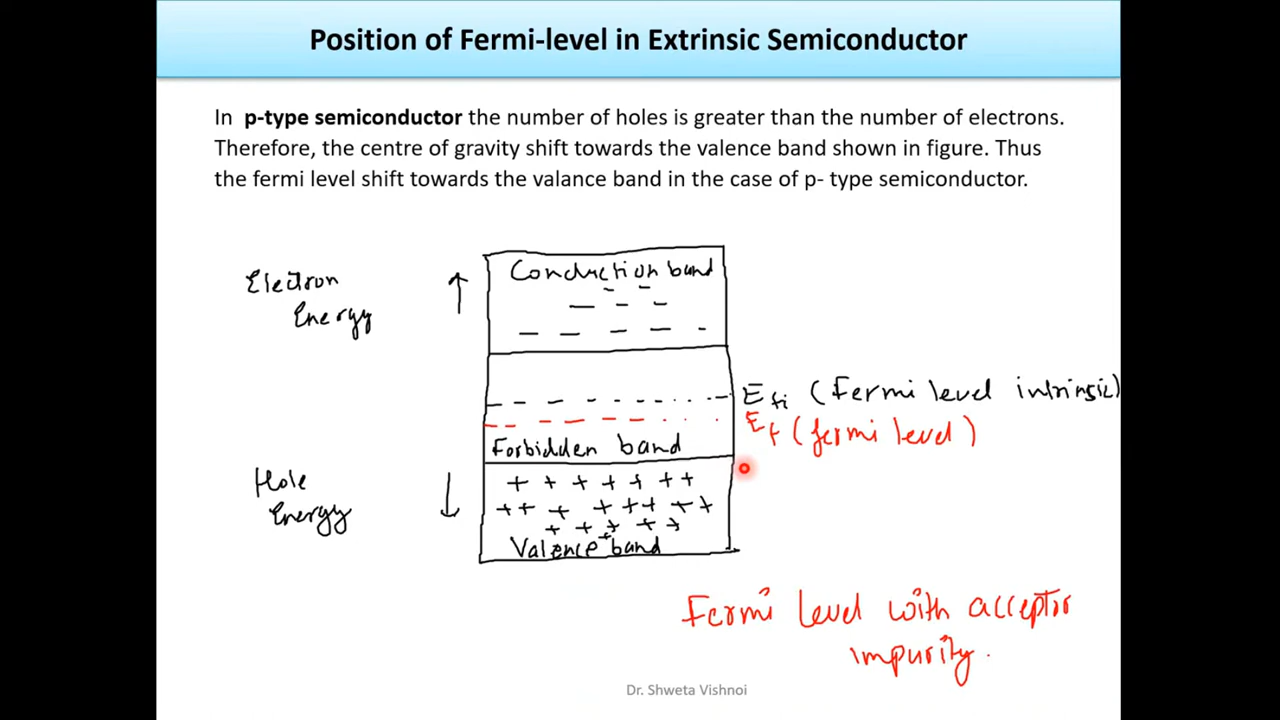 Position of Fermi-level in Extrinsic Semiconductor
In p-type semiconductor the number of holes is greater than the number of electrons.
Therefore, the centre of gravity shift towards the valence band shown in figure. Thus
the fermi level shift towards the valance band in the case of p- type semiconductor.
Electron
Energy
Conduction band
Efi (Fermi level intrinsic)
Ef (fermi level)
Forbidden band
Hole
Energy
Valence band
Fermi level with acceptor
impurity.
Dr. Shweta Vishnoi